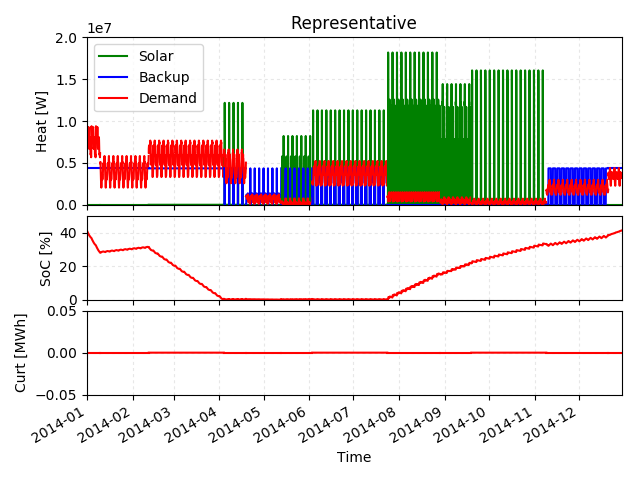 Representative
1e7
2.0
1.5
1.0
0.5
0.0
Heat [W]
Solar
Backup
Demand
40
20
0
SoC [%]
0.05
0.00
−0.05
Curt [MWh]
2014-01
2014-02
2014-03
2014-04
2014-05
2014-06
2014-07
2014-08
2014-09
2014-10
2014-11
2014-12
Time